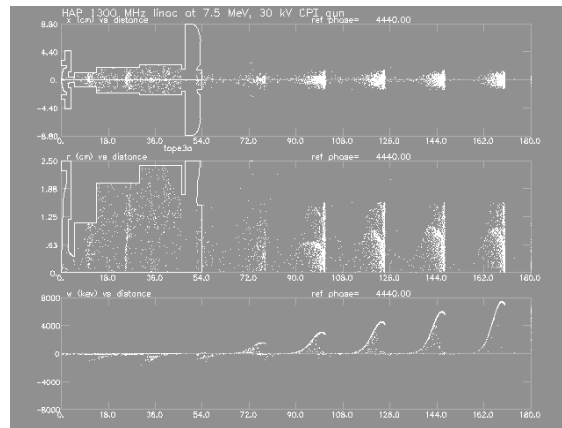 HAP 1300 MHz linac at 7.5 MeV, 30 kV CPI gun
x (cm) vs distance ref phase= 4440.00
8.80
4.40
0.
-4.40
-8.80
0. 18.0 36.0 54.0 72.0 90.0 108.0 126.0 144.0 162.0 180.0
tape3a
r (cm) vs distance ref phase= 4440.00
2.50
1.88
1.25
.63
0.
0. 18.0 36.0 54.0 72.0 90.0 108.0 126.0 144.0 162.0 180.0
w (kev) vs distance ref phase= 4440.00
8000
4000
0
-4000
-8000
0. 18.0 36.0 54.0 72.0 90.0 108.0 126.0 144.0 162.0 180.0